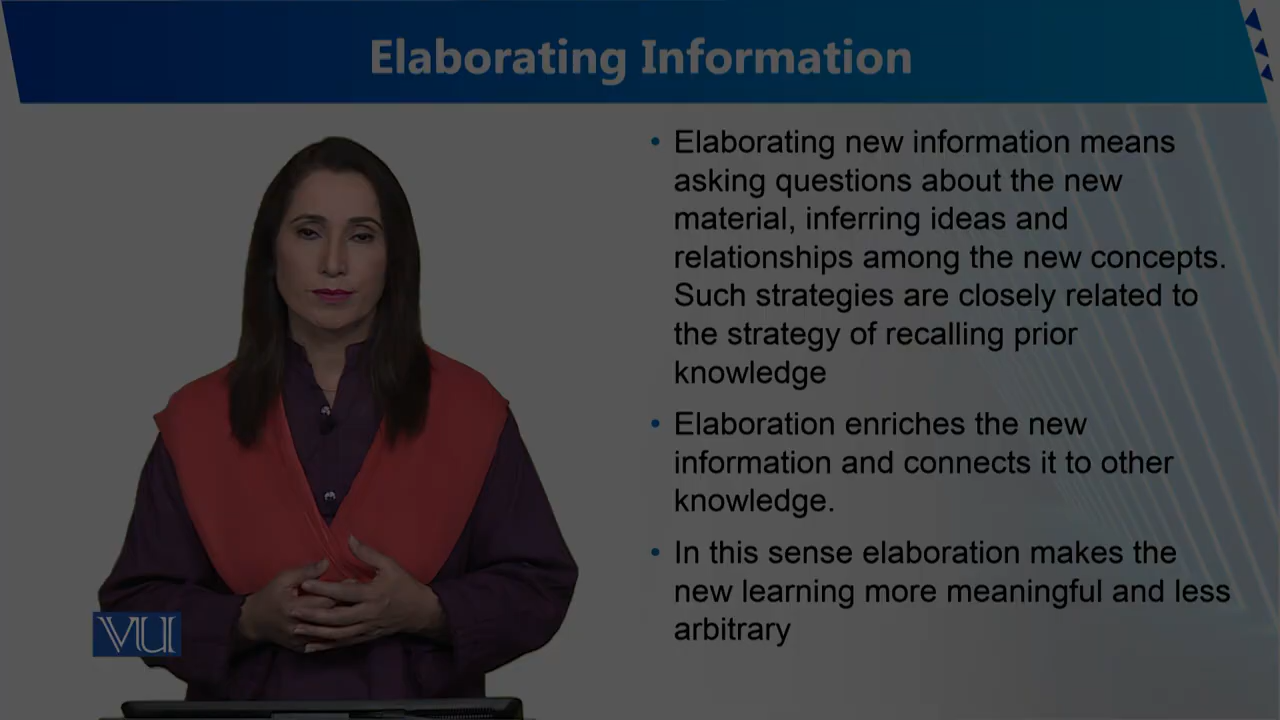 Elaborating Information
• Elaborating new information means
asking questions about the new
material, inferring ideas and
relationships among the new concepts.
Such strategies are closely related to
the strategy of recalling prior
knowledge
• Elaboration enriches the new
information and connects it to other
knowledge.
• In this sense elaboration makes the
new learning more meaningful and less
arbitrary
VU